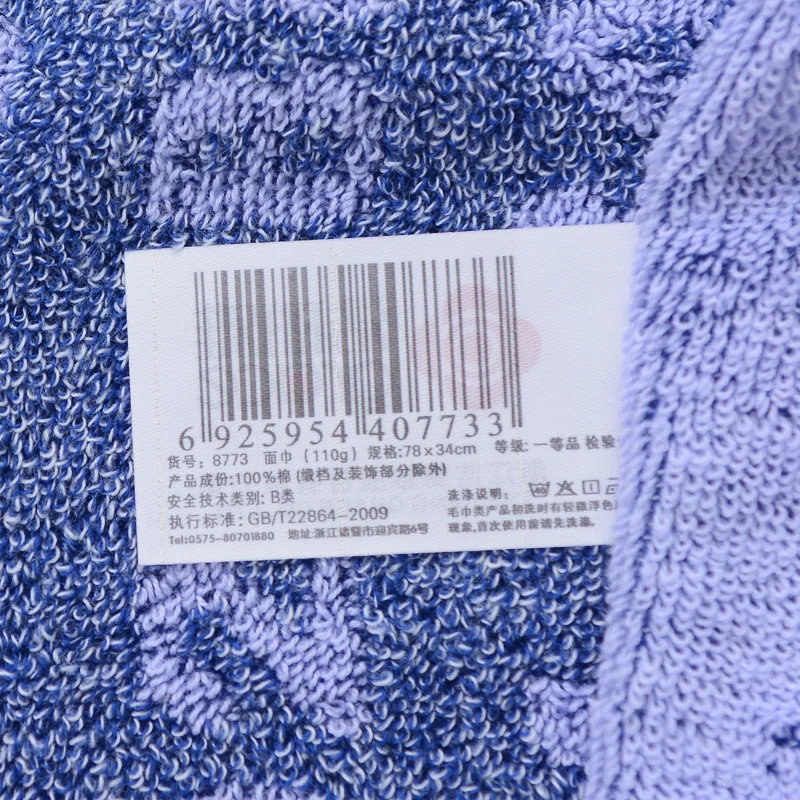 6 925954 407733
货号: 8773 面巾 (110g) 规格:78×34cm 等级: 一等品 检验
产品成份:100%棉 (缎档及装饰部分除外)
安全技术类别: B类
执行标准: GB/T22864-2009
Tel:0575-80701880 地址:浙江诸暨市迎宾路6号
洗涤说明:
毛巾类产品初洗时有轻微浮色
现象,首次使用前请先洗涤.